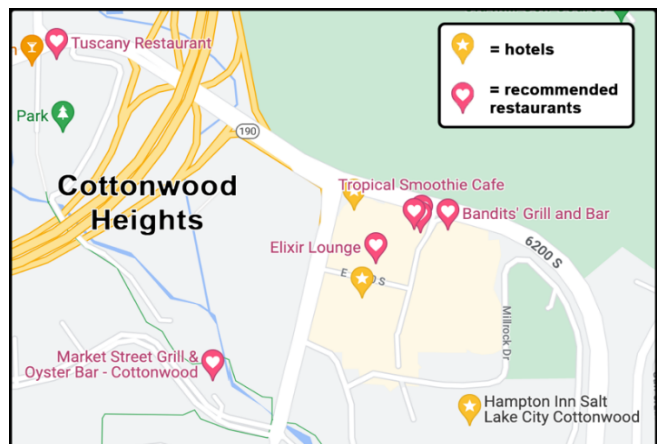 Tuscany Restaurant
Park
190
= hotels
= recommended
restaurants
Cottonwood
Heights
Tropical Smoothie Cafe
Bandits' Grill and Bar
Elixir Lounge
6200 S
Millrock Dr
Market Street Grill &
Oyster Bar - Cottonwood
Hampton Inn Salt
Lake City Cottonwood